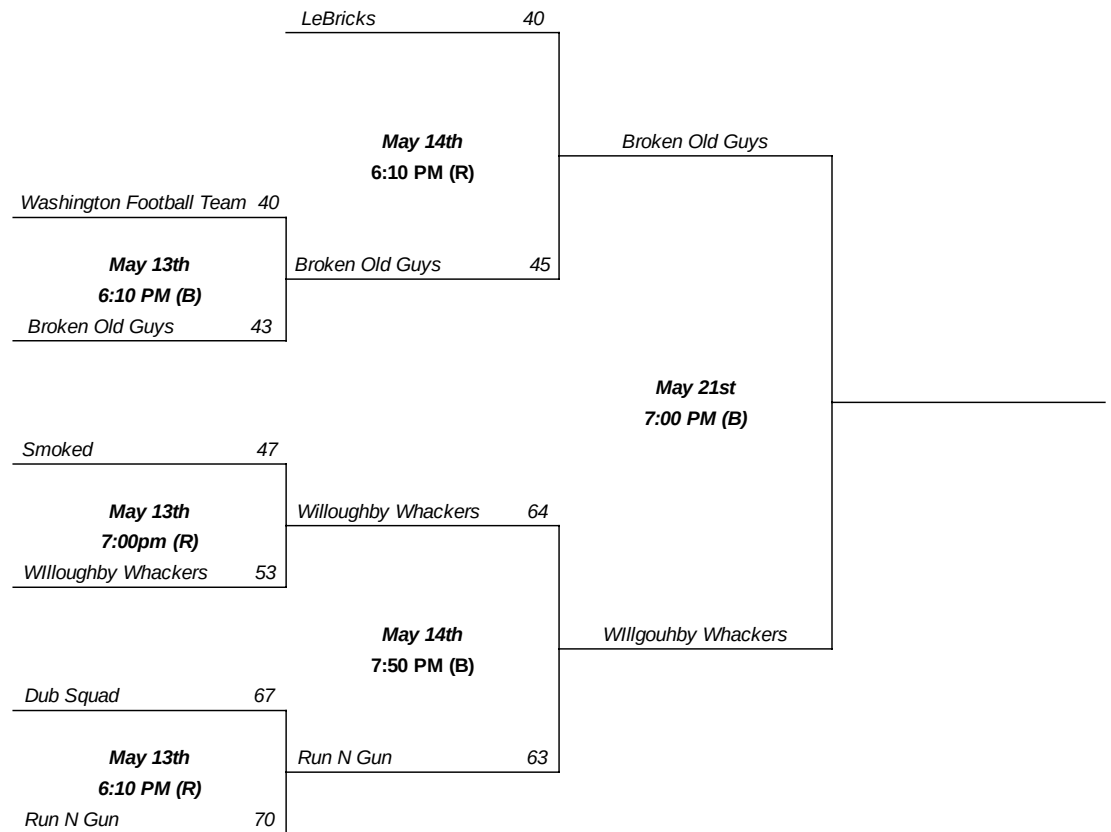 LeBricks 40
May 14th
6:10 PM (R)
Broken Old Guys
Washington Football Team 40
May 13th
6:10 PM (B)
Broken Old Guys 45
Broken Old Guys 43
May 21st
7:00 PM (B)
Smoked 47
May 13th
7:00pm (R)
Willoughby Whackers 64
WIlloughby Whackers 53
May 14th
7:50 PM (B)
WIllgouhby Whackers
Dub Squad 67
May 13th
6:10 PM (R)
Run N Gun 63
Run N Gun 70